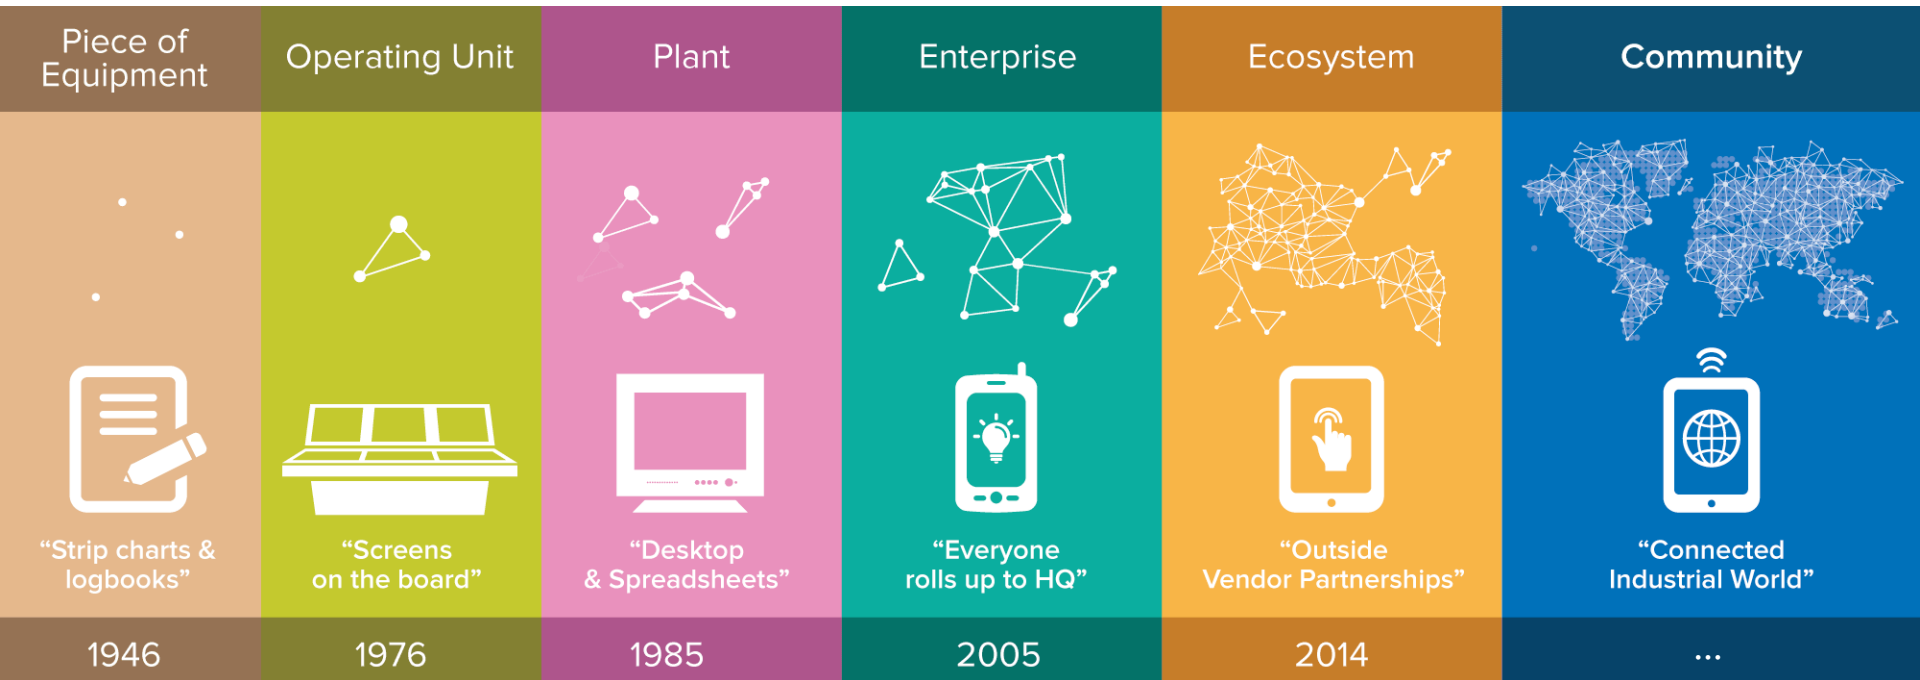 Piece of
Equipment
Operating Unit
Plant
Enterprise
Ecosystem
Community
“Strip charts &
logbooks”
“Screens
on the board”
“Desktop
& Spreadsheets”
“Everyone
rolls up to HQ”
“Outside
Vendor Partnerships”
“Connected
Industrial World”
1946
1976
1985
2005
2014
...